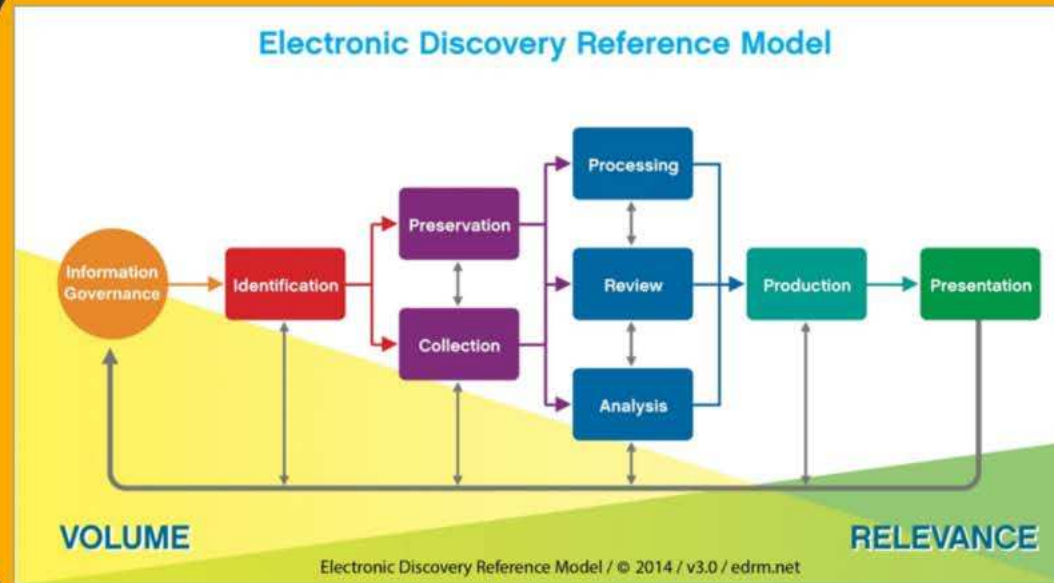 Electronic Discovery Reference Model
Information
Governance
Identification
Preservation
Collection
Processing
Review
Analysis
Production
Presentation
VOLUME
RELEVANCE
Electronic Discovery Reference Model / © 2014 / v3.0 / edrm.net